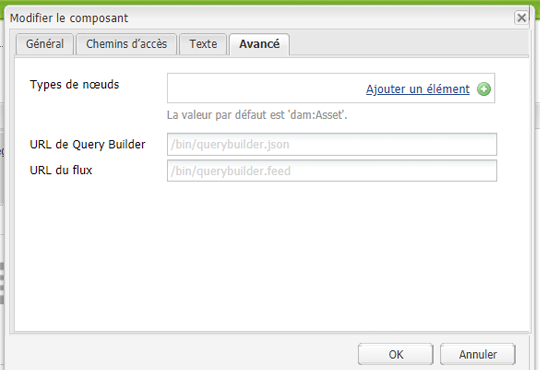 Modifier le composant
Général Chemins d'accès Texte Avancé
Types de nœuds
Ajouter un élément
La valeur par défaut est 'dam:Asset'.
URL de Query Builder /bin/querybuilder.json
URL du flux /bin/querybuilder.feed
OK Annuler